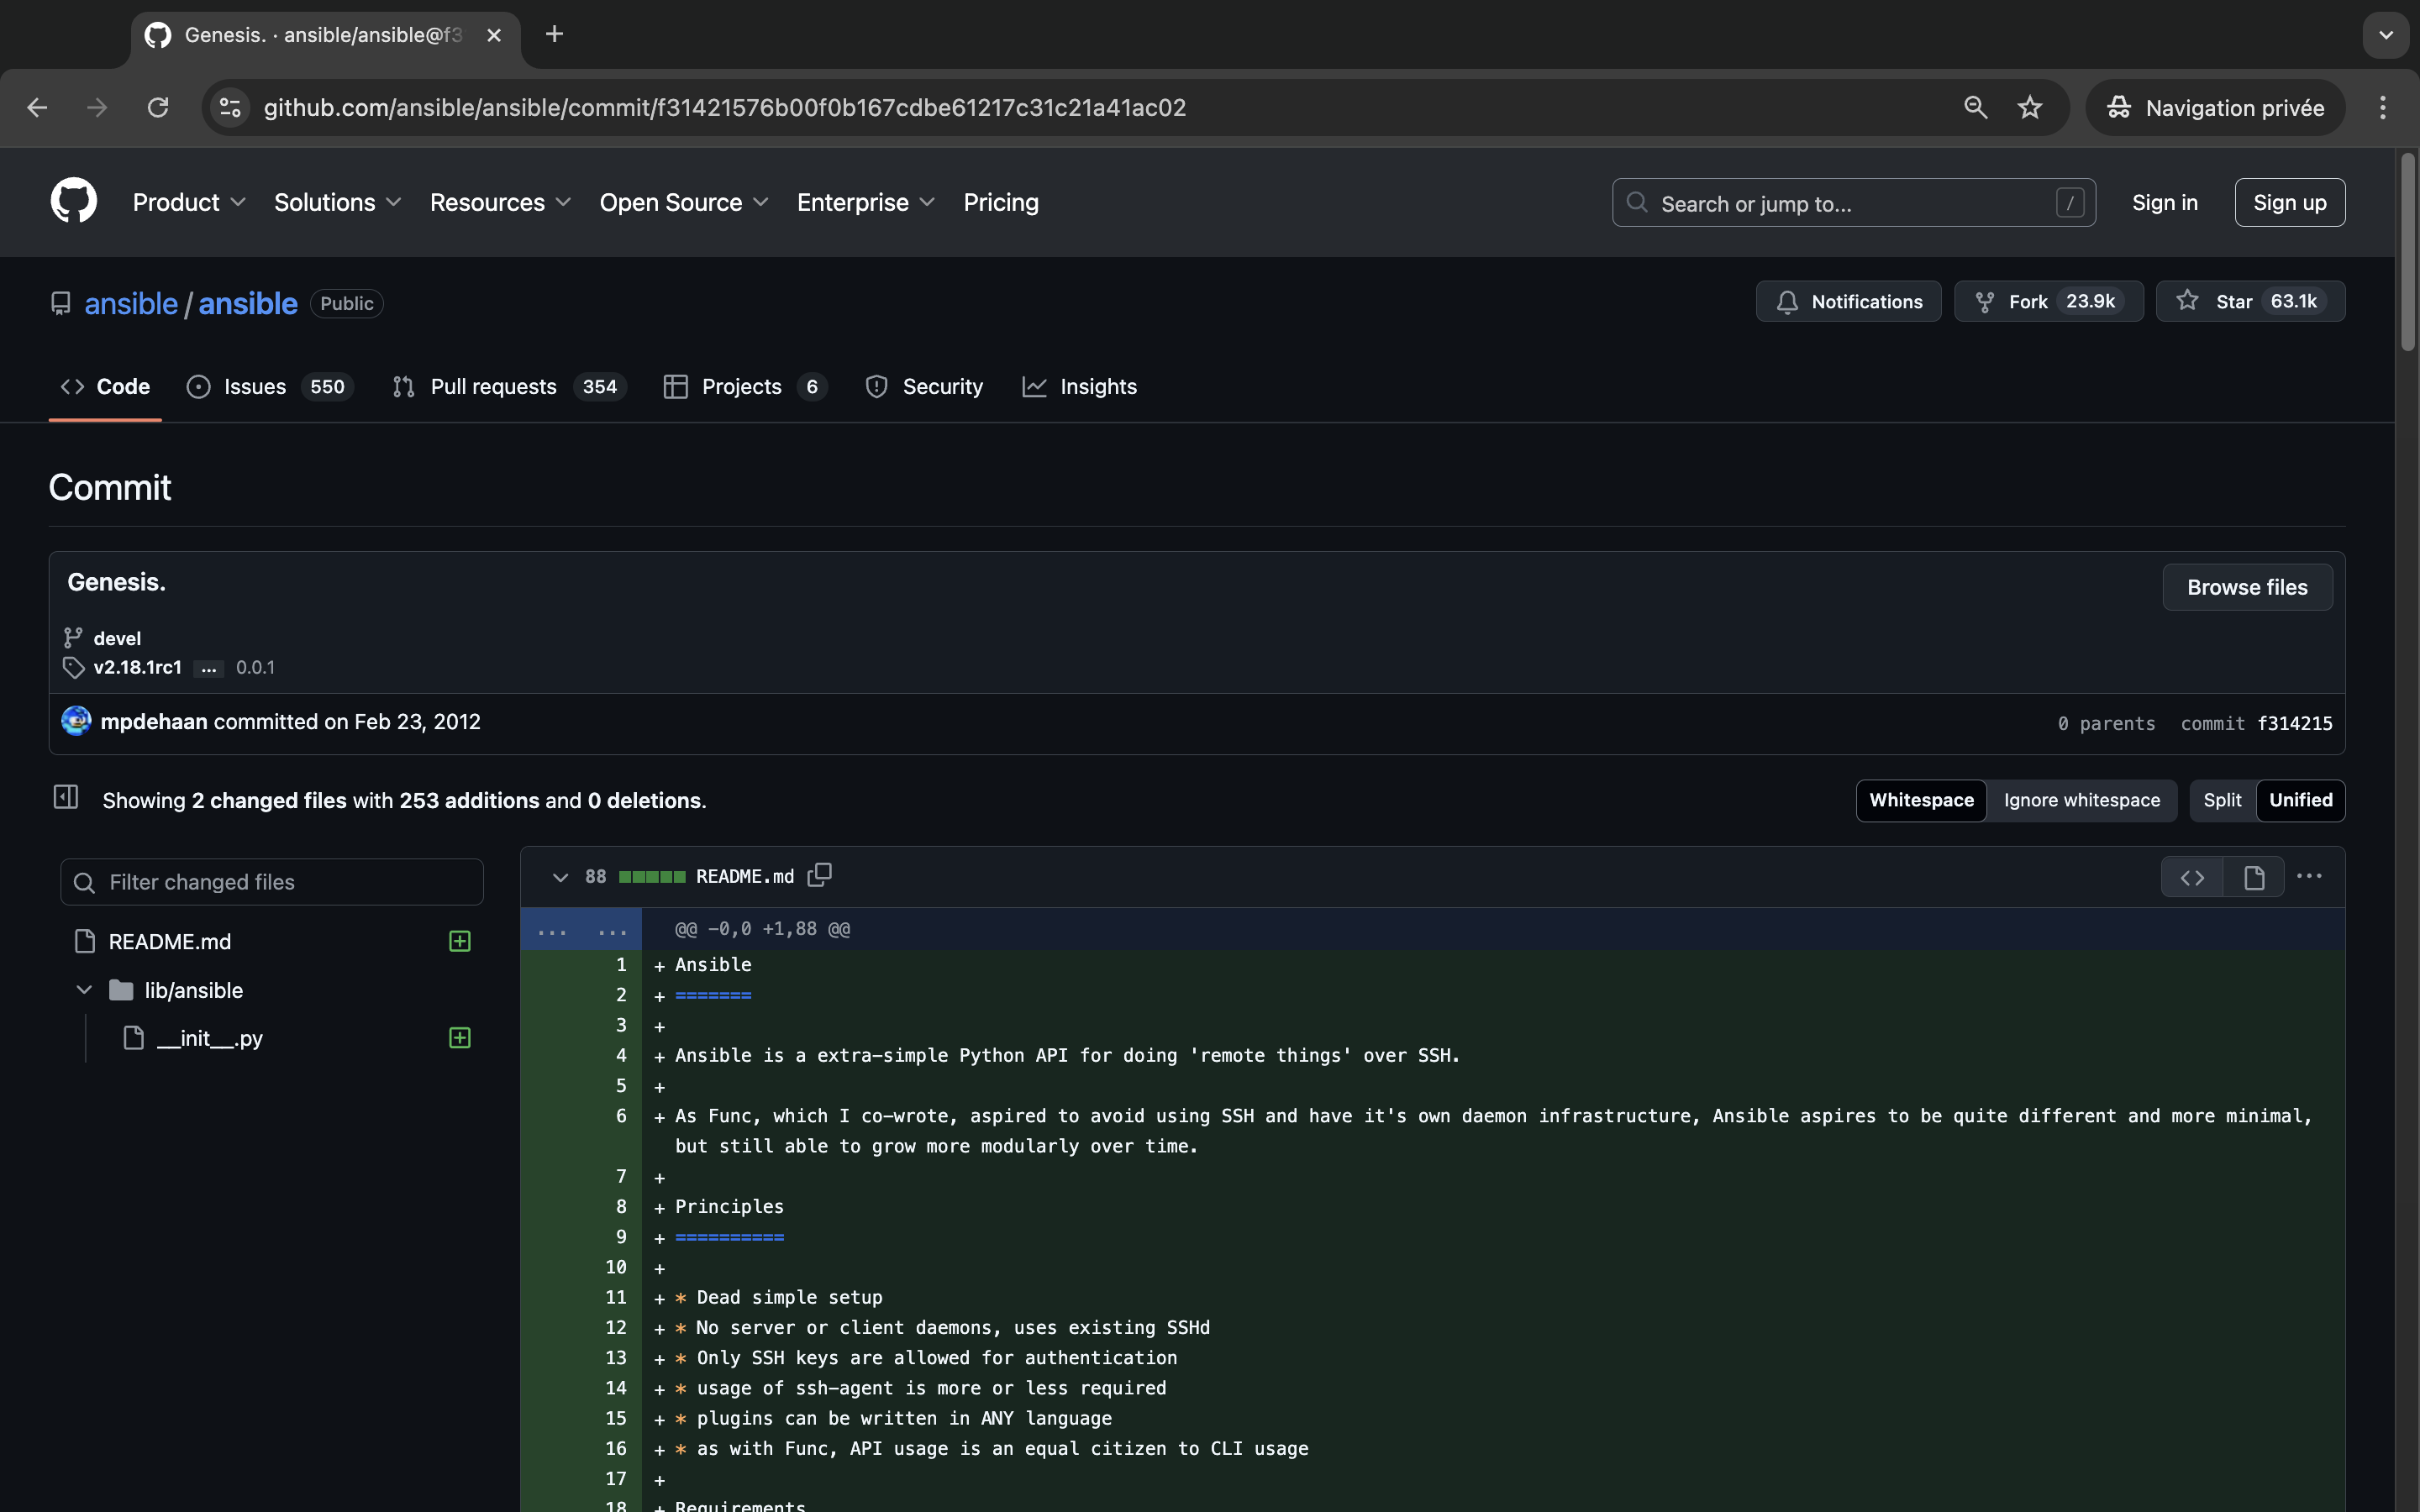 Genesis. · ansible/ansible@f3
github.com/ansible/ansible/commit/f31421576b00f0b167cdbe61217c31c21a41ac02
Navigation privée
Product Solutions Resources Open Source Enterprise Pricing
Search or jump to... /
Sign in
Sign up
ansible / ansible Public
Notifications
Fork 23.9k
Star 63.1k
Code
Issues 550
Pull requests 354
Projects 6
Security
Insights
Commit
Genesis.
Browse files
devel
v2.18.1rc1 ... 0.0.1
mpdehaan committed on Feb 23, 2012
0 parents commit f314215
Showing 2 changed files with 253 additions and 0 deletions.
Whitespace Ignore whitespace
Split Unified
Filter changed files
README.md
lib/ansible
__init__.py
88 README.md
... ... @@ -0,0 +1,88 @@
1 + Ansible
2 + =======
3 +
4 + Ansible is a extra-simple Python API for doing 'remote things' over SSH.
5 +
6 + As Func, which I co-wrote, aspired to avoid using SSH and have it's own daemon infrastructure, Ansible aspires to be quite different and more minimal,
but still able to grow more modularly over time.
7 +
8 + Principles
9 + ==========
10 +
11 + * Dead simple setup
12 + * No server or client daemons, uses existing SSHd
13 + * Only SSH keys are allowed for authentication
14 + * usage of ssh-agent is more or less required
15 + * plugins can be written in ANY language
16 + * as with Func, API usage is an equal citizen to CLI usage
17 +
18 + Requirements